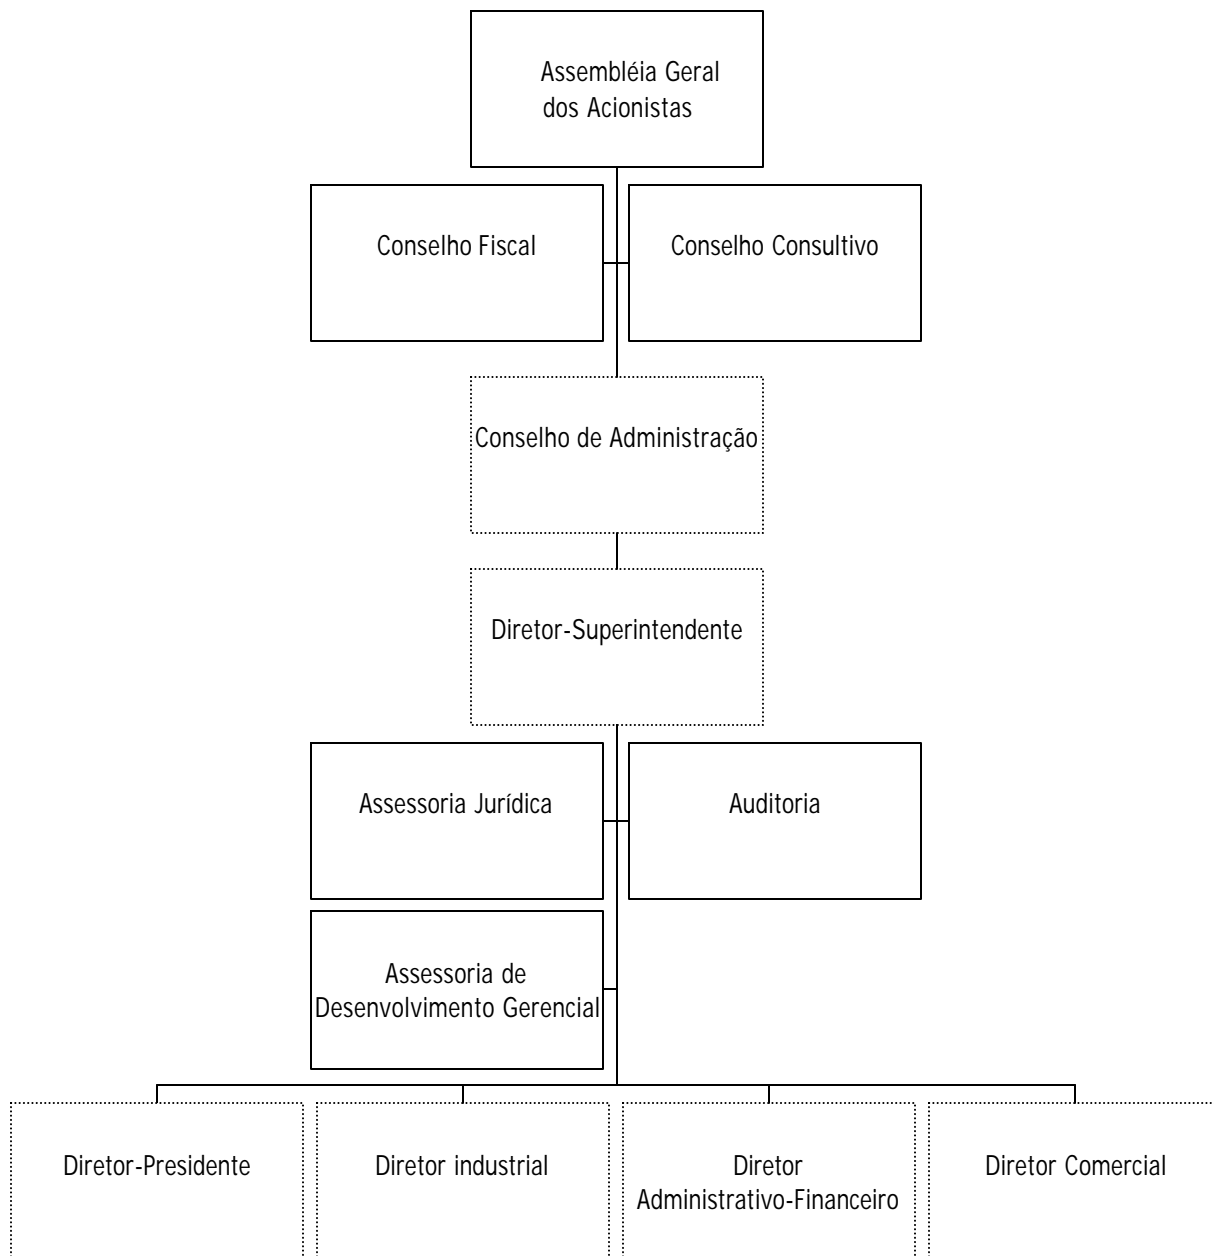 Assembléia Geral
dos Acionistas
Conselho Fiscal
Conselho Consultivo
Conselho de Administração
Diretor-Superintendente
Assessoria Jurídica
Auditoria
Assessoria de
Desenvolvimento Gerencial
Diretor-Presidente
Diretor industrial
Diretor
Administrativo-Financeiro
Diretor Comercial